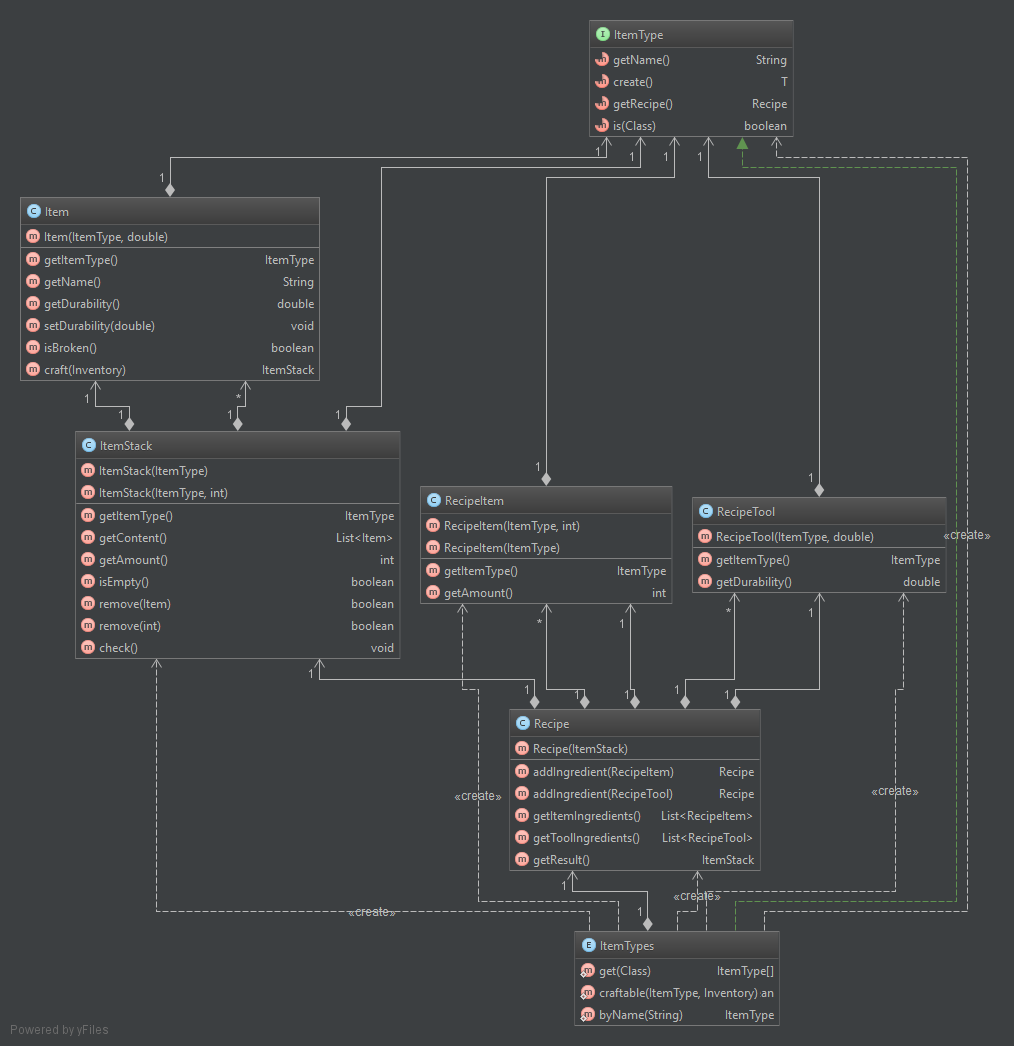 I ItemType
m getName() String
m create() T
m getRecipe() Recipe
m is(Class) boolean
1 1 1 1
1
C Item
m Item(ItemType, double)
m getItemType() ItemType
m getName() String
m getDurability() double
m setDurability(double) void
m isBroken() boolean
m craft(Inventory) ItemStack
1 *
1 1 1
C ItemStack
m ItemStack(ItemType)
m ItemStack(ItemType, int)
m getItemType() ItemType
m getContent() List<Item>
m getAmount() int
m isEmpty() boolean
m remove(Item) boolean
m remove(int) boolean
m check() void
1
C RecipeItem
m RecipeItem(ItemType, int)
m RecipeItem(ItemType)
m getItemType() ItemType
m getAmount() int
1
C RecipeTool
m RecipeTool(ItemType, double)
m getItemType() ItemType
m getDurability() double
«create»
* 1 * 1
1
1 1 1 1 1
C Recipe
m Recipe(ItemStack)
m addIngredient(RecipeItem) Recipe
m addIngredient(RecipeTool) Recipe
m getItemIngredients() List<RecipeItem>
m getToolIngredients() List<RecipeTool>
m getResult() ItemStack
«create»
«create»
1
«create»
«create»
1
E ItemTypes
m get(Class) ItemType[]
m craftable(ItemType, Inventory) an
m byName(String) ItemType
Powered by yFiles